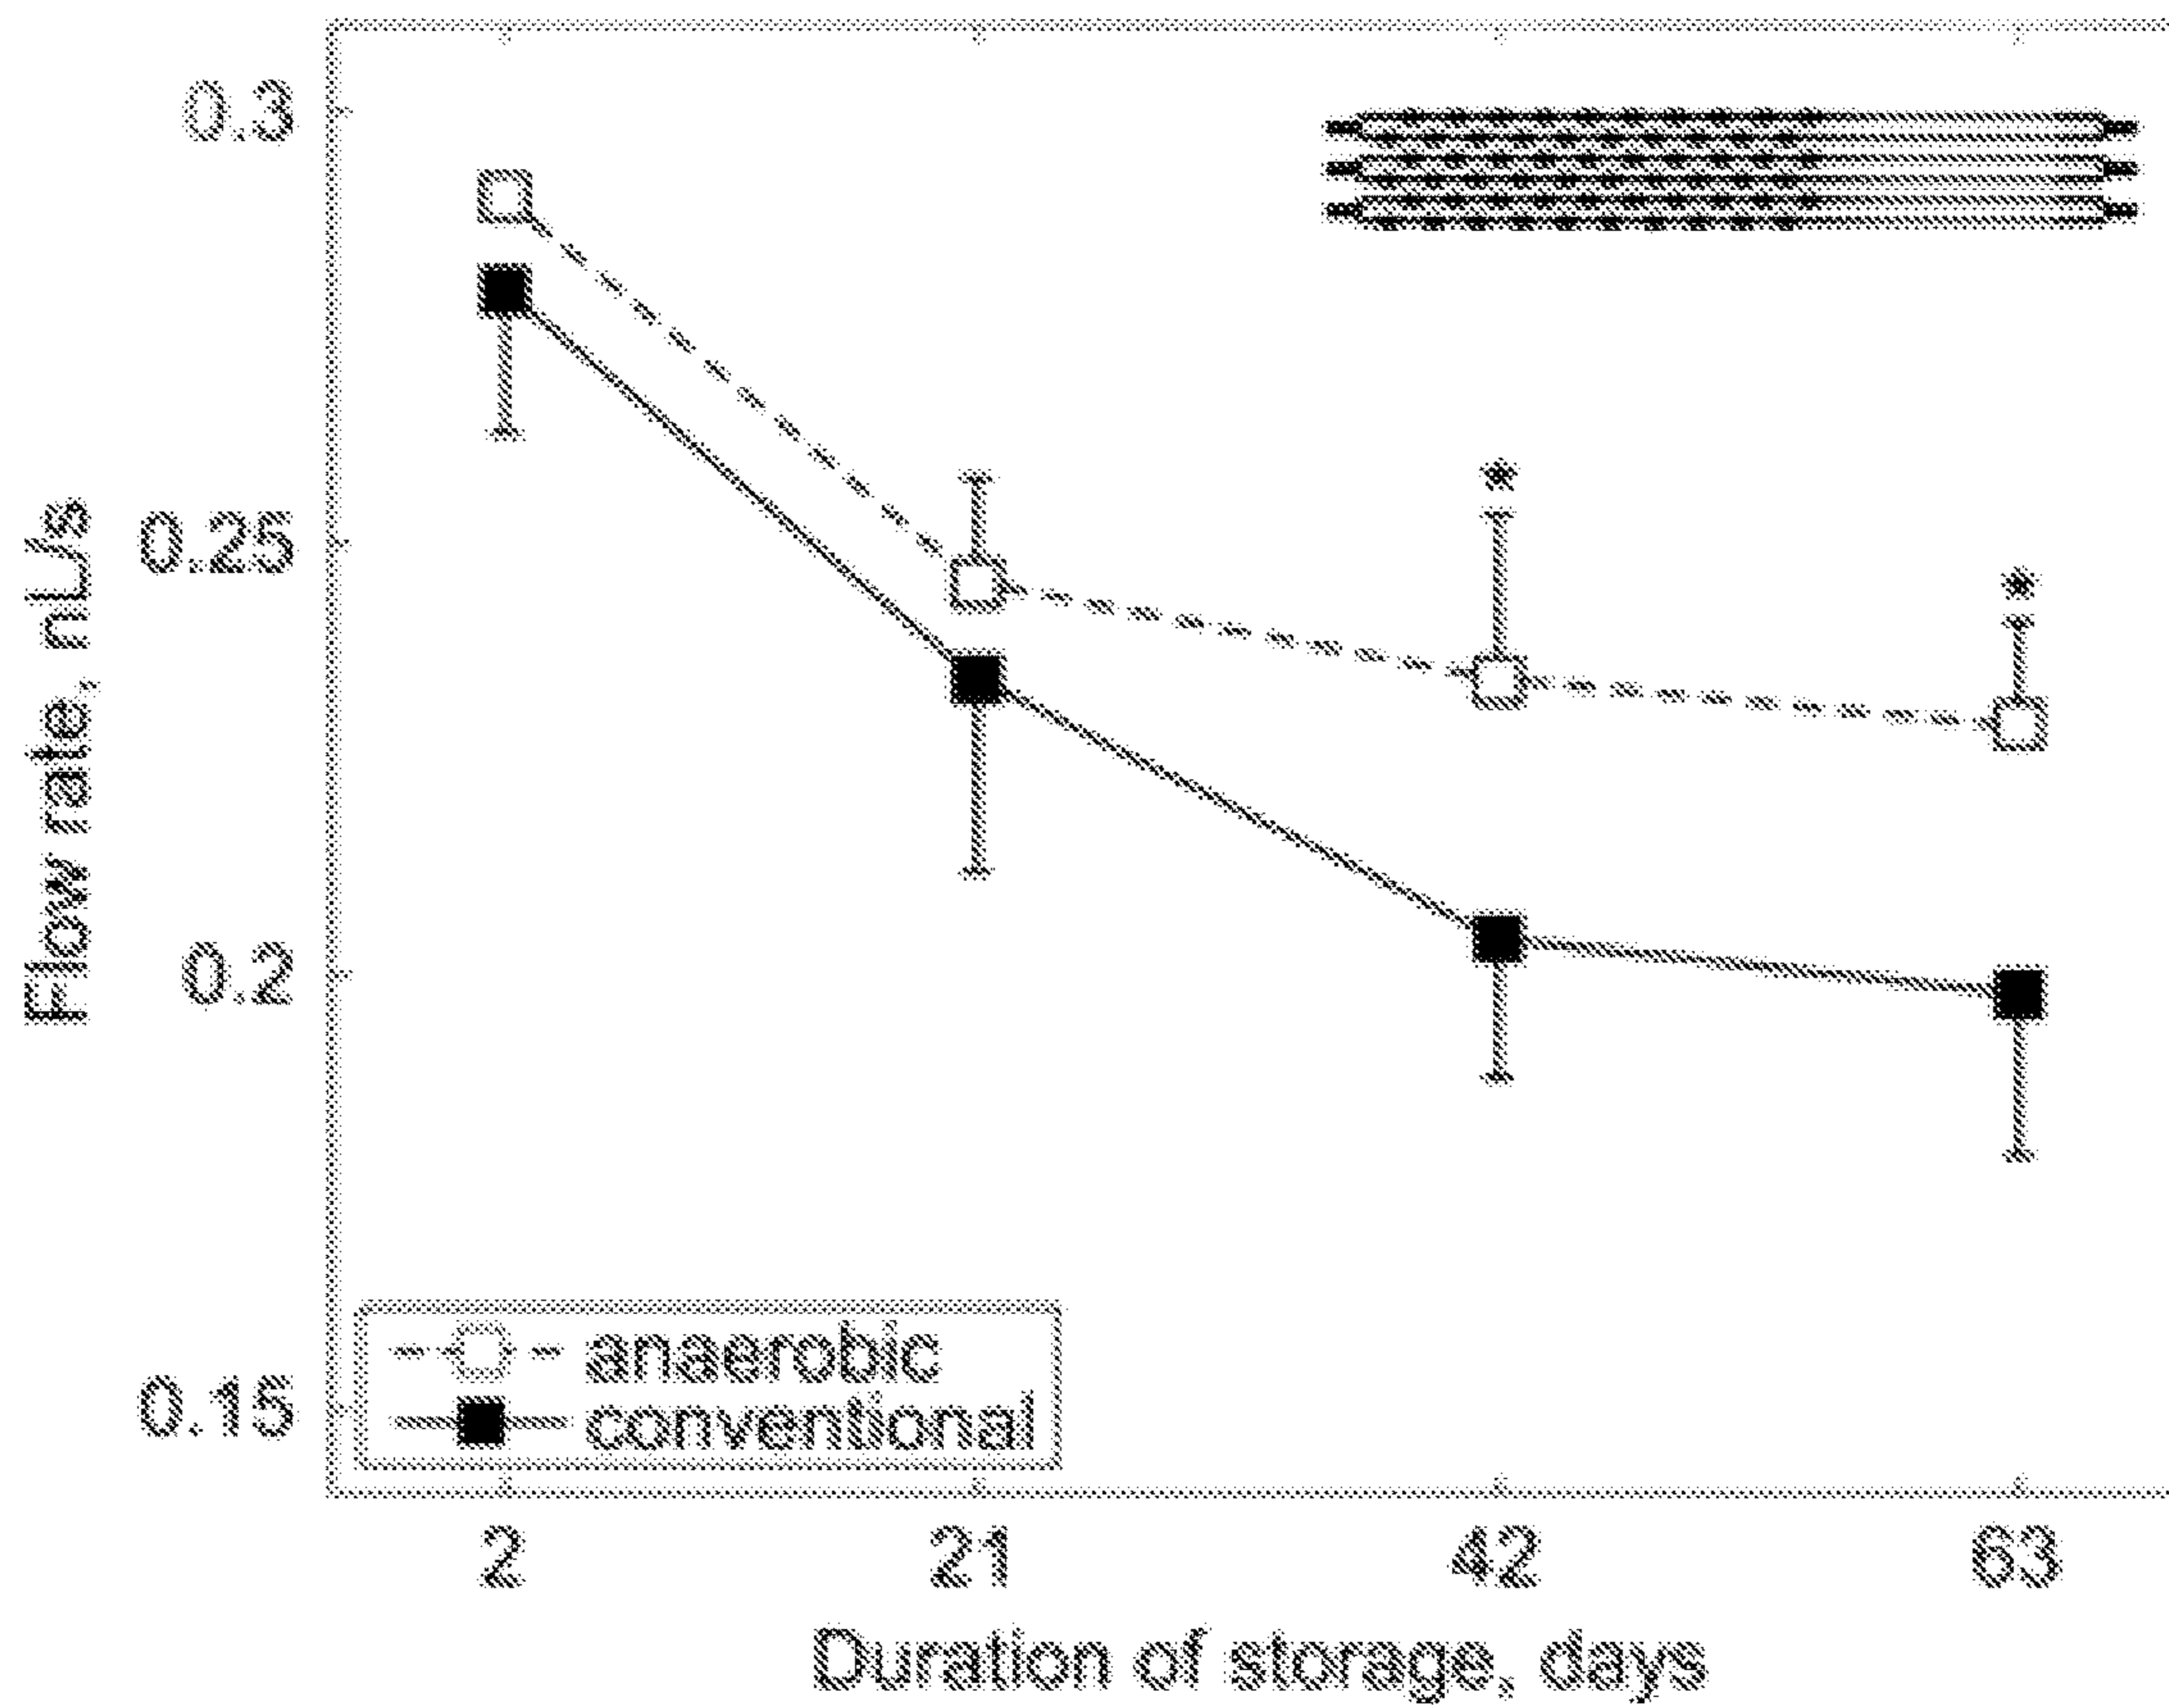 0.3
0.25
0.2
0.15
Flow rate, nL/s
*
*
anaerobic
conventional
2 21 42 63
Duration of storage, days